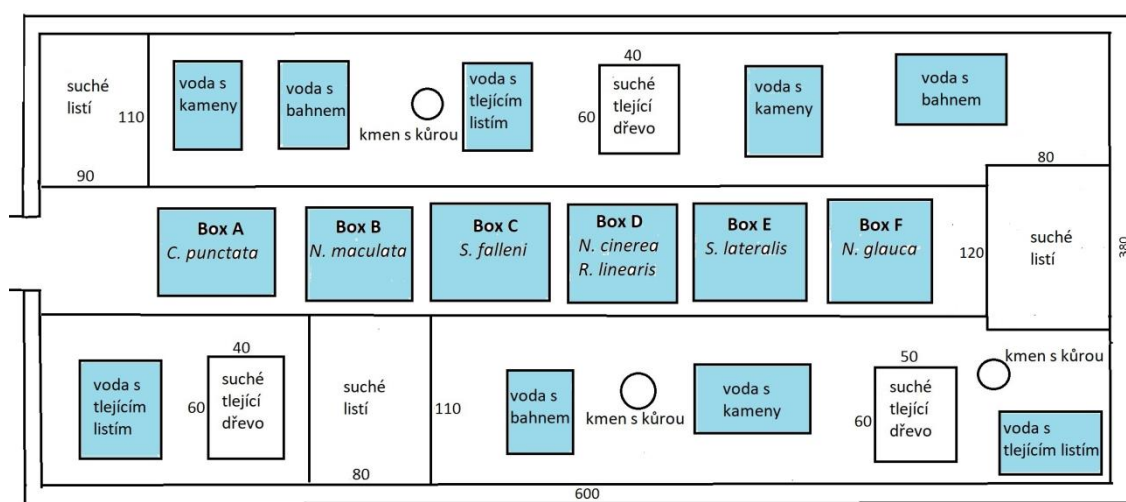 suché
listí
110
90
voda s
kameny
voda s
bahnem
kmen s kůrou
voda s
tlejícím
listím
40
60
suché
tlející
dřevo
voda s
kameny
voda s
bahnem
80
Box A
C. punctata
Box B
N. maculata
Box C
S. falleni
Box D
N. cinerea
R. linearis
Box E
S. lateralis
Box F
N. glauca
120
suché
listí
380
voda s
tlejícím
listím
40
60
suché
tlející
dřevo
suché
listí
110
80
voda s
bahnem
kmen s kůrou
voda s
kameny
50
60
suché
tlející
dřevo
kmen s kůrou
voda s
tlejícím listím
600